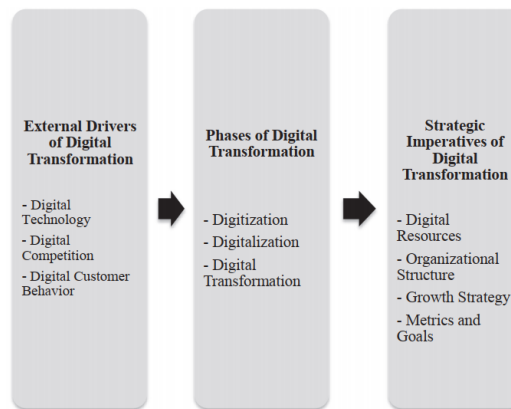 External Drivers
of Digital
Transformation
- Digital
Technology
- Digital
Competition
- Digital Customer
Behavior
Phases of Digital
Transformation
- Digitization
- Digitalization
- Digital
Transformation
Strategic
Imperatives of
Digital
Transformation
- Digital
Resources
- Organizational
Structure
- Growth Strategy
- Metrics and
Goals